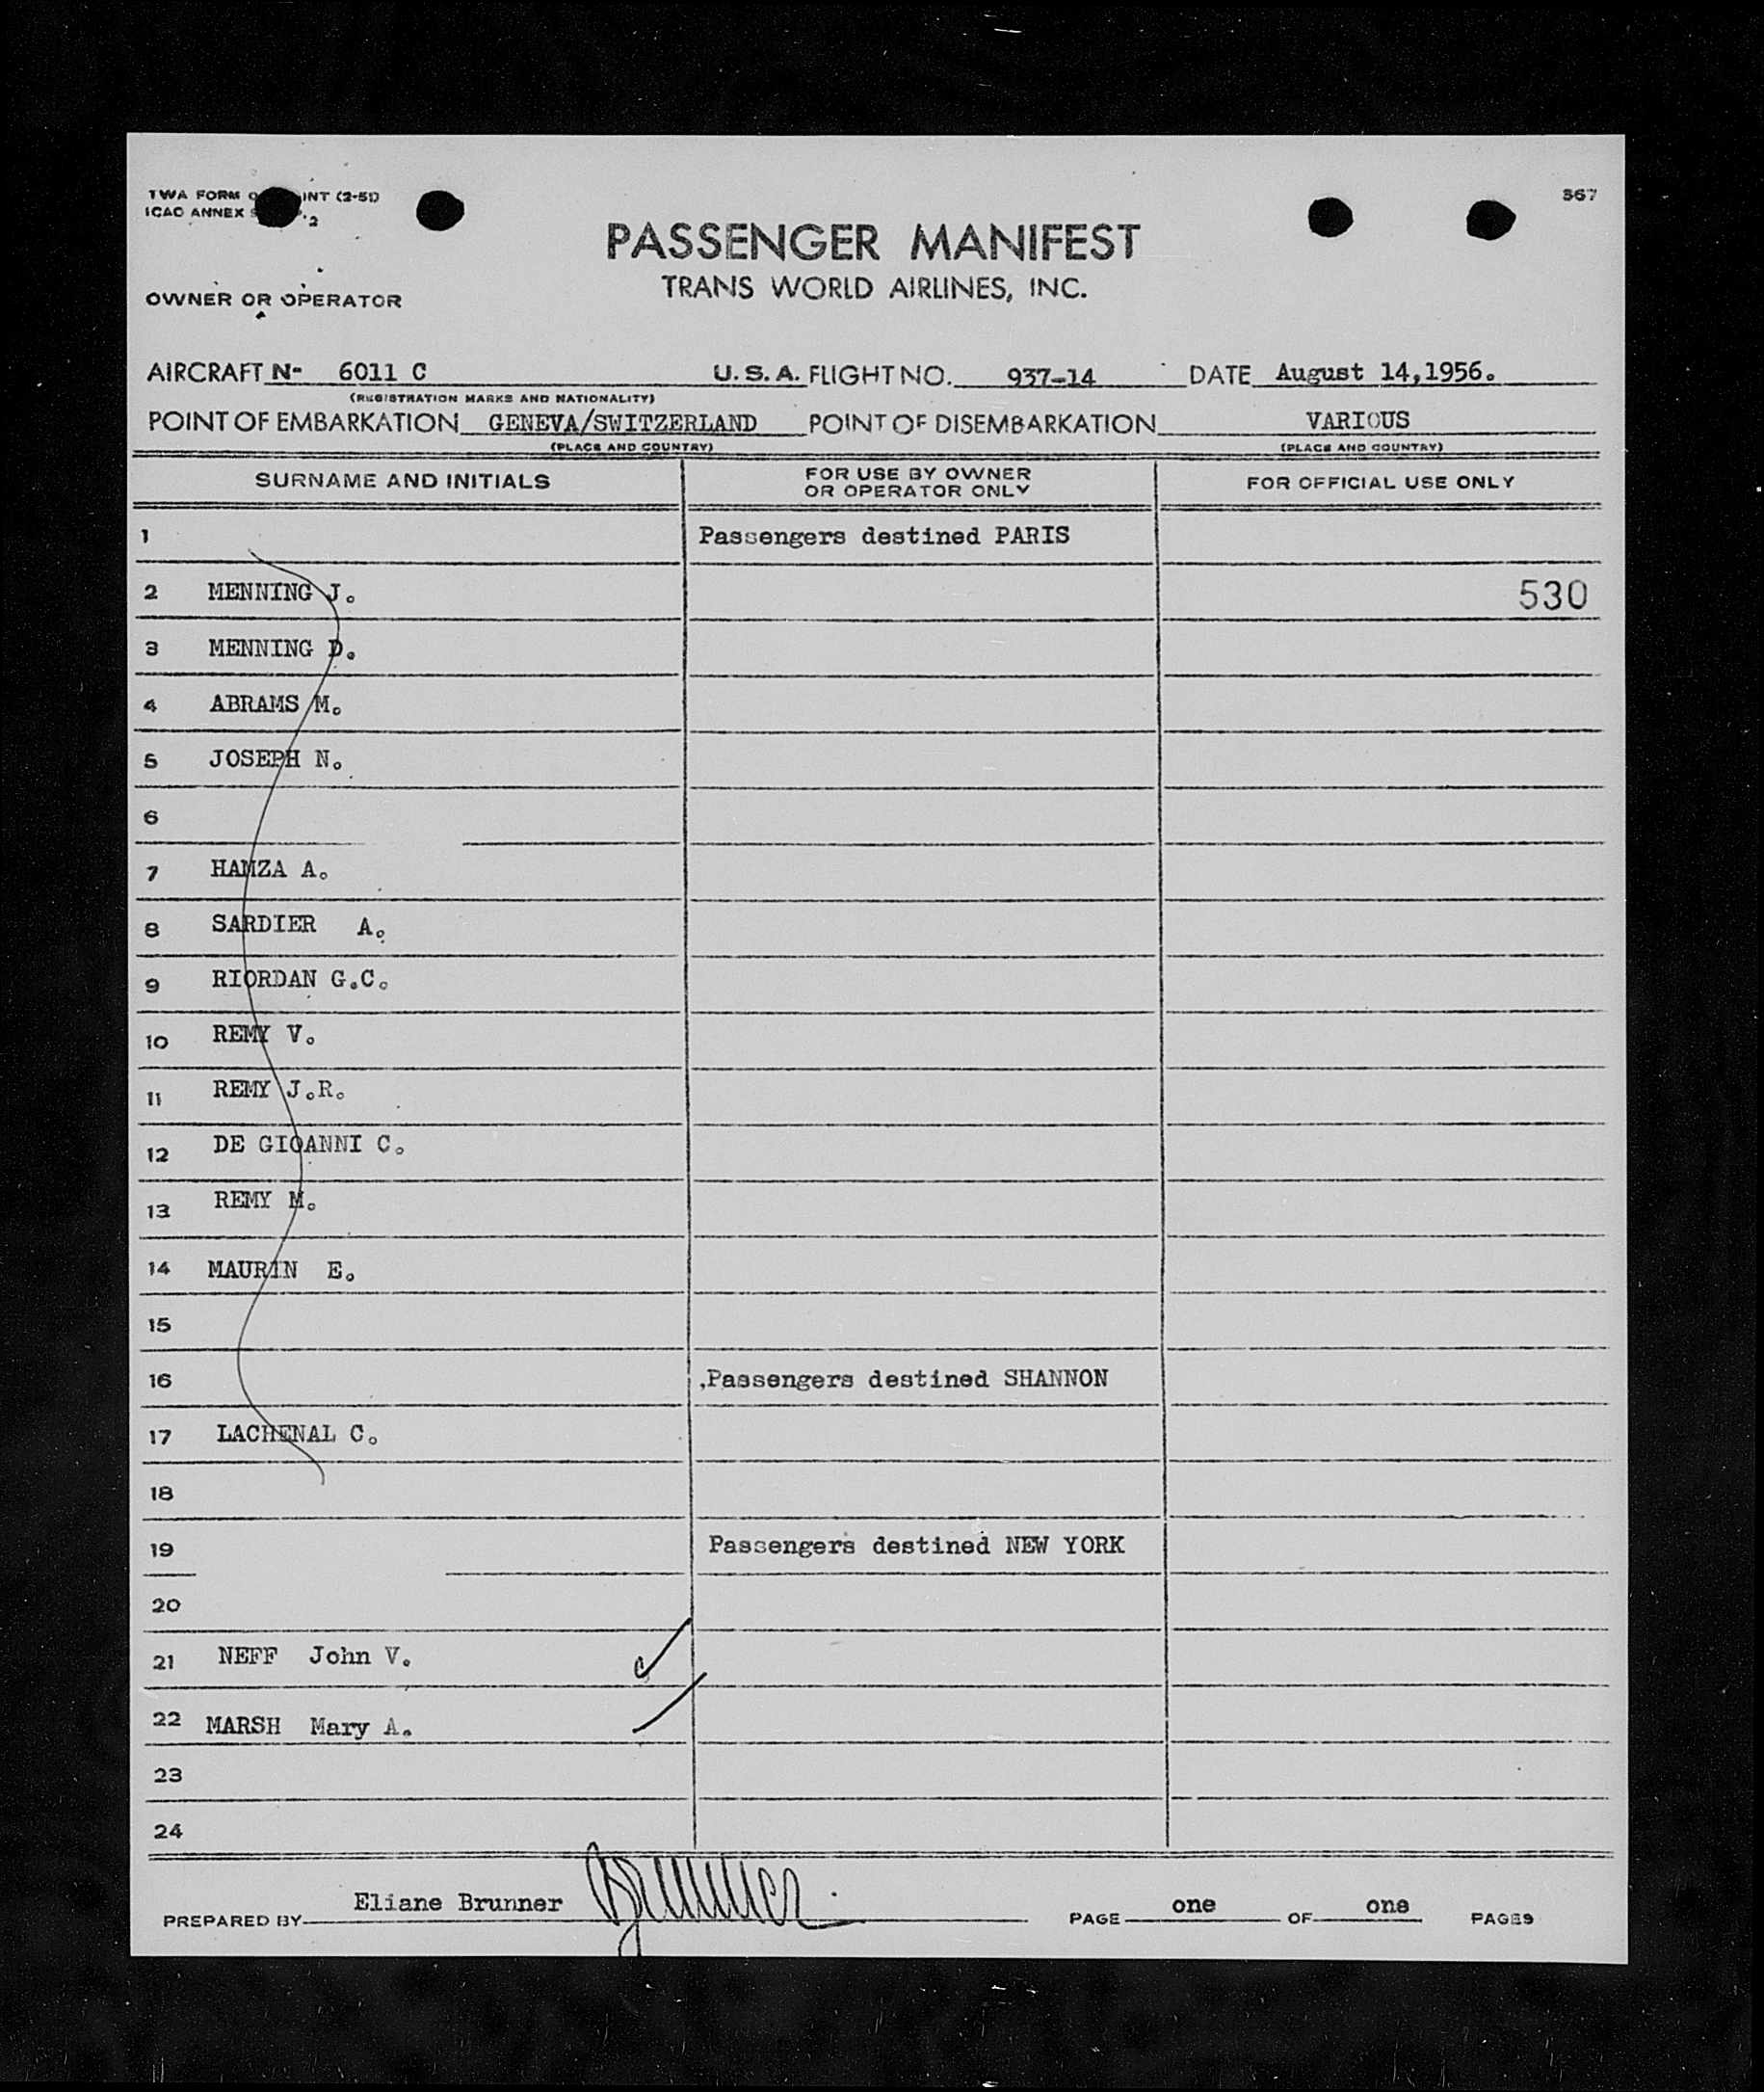 TWA FORM INT (2-51)
ICAO ANNEX 2
867
PASSENGER MANIFEST
TRANS WORLD AIRLINES, INC.
OWNER OR OPERATOR
AIRCRAFT N- 6011 C U.S.A. FLIGHT NO. 937-14 DATE August 14,1956.
(REGISTRATION MARKS AND NATIONALITY)
POINT OF EMBARKATION GENEVA/SWITZERLAND POINT OF DISEMBARKATION VARIOUS
(PLACE AND COUNTRY) (PLACE AND COUNTRY)
SURNAME AND INITIALS FOR USE BY OWNER OR OPERATOR ONLY FOR OFFICIAL USE ONLY
1 Passengers destined PARIS
2 MENNING J. 530
3 MENNING D.
4 ABRAMS M.
5 JOSEPH N.
6
7 HAMZA A.
8 SARDIER A.
9 RIORDAN G.C.
10 REMY V.
11 REMY J.R.
12 DE GIOANNI C.
13 REMY M.
14 MAURIN E.
15
16 ,Passengers destined SHANNON
17 LACHENAL C.
18
19 Passengers destined NEW YORK
20
21 NEFF John V.
22 MARSH Mary A.
23
24
PREPARED BY Eliane Brunner Brunner PAGE one OF one PAGES